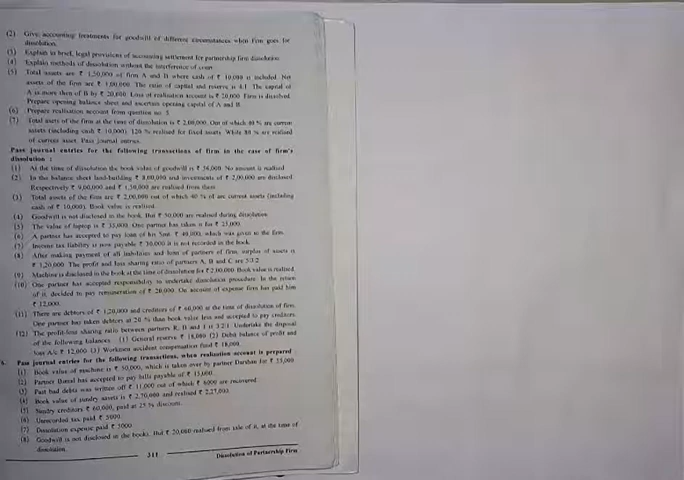 (2) Give accounting treatments for goodwill of different circumstances when firm goes for
dissolution.
(3) Explain in brief, legal provisions of accounting settlement for partnership firm dissolution.
(4) Explain methods of dissolution without the interference of court.
(5) Total assets are ₹ 1,50,000 of firm A and B where cash of ₹ 10,000 is included. Net
assets of the firm are ₹ 1,00,000. The ratio of capital and reserve is 4:1. The capital of
A is more then of B by ₹ 20,000. Loss of realisation account is ₹ 20,000. Firm is dissolved.
Prepare opening balance sheet and ascertain opening capital of A and B.
(6) Prepare realisation account from question no. 5.
(7) Total assets of the firm at the time of dissolution is ₹ 2,00,000. Out of which 40 % are current
assets (including cash ₹ 10,000). 120 % realised for fixed assets. While 80 % are realised
of current asset. Pass journal entries.
Pass journal entries for the following transactions of firm in the case of firm's
dissolution :
(1) At the time of dissolution the book value of goodwill is ₹ 36,000. No amount is realised.
(2) In the balance sheet land-building ₹ 8,00,000 and investments of ₹ 2,00,000 are disclosed.
Respectively ₹ 9,00,000 and ₹ 1,50,000 are realised from them.
(3) Total assets of the firm are ₹ 2,00,000 out of which 40 % of are current assets (including
cash of ₹ 10,000). Book value is realised.
(4) Goodwill is not disclosed in the book. But ₹ 30,000 are realised during dissolution.
(5) The value of laptop is ₹ 35,000. One partner has taken it for ₹ 25,000.
(6) A partner has accepted to pay loan of his Smt. ₹ 40,000, which was given to the firm.
(7) Income tax liability is now payable ₹ 30,000 it is not recorded in the book.
(8) After making payment of all liabilities and loan of partners of firm, surplus of assets is
₹ 1,20,000. The profit and loss sharing ratio of partners A, B and C are 5:3:2.
(9) Machine is disclosed in the book at the time of dissolution for ₹ 2,00,000. Book value is realised.
(10) One partner has accepted responsibility to undertake dissolution procedure. In the return
of it, decided to pay remuneration of ₹ 20,000. On account of expense firm has paid him
₹ 12,000.
(11) There are debtors of ₹ 1,20,000 and creditors of ₹ 60,000 at the time of dissolution of firm.
One partner has taken debtors at 20 % than book value less and accepted to pay creditors.
(12) The profit-loss sharing ratio between partners R, B and is 3:2:1. Undertake the disposal
of the following balances : (1) General reserve ₹ 18,000 (2) Debit balance of profit and
loss A/c ₹ 12,000 (3) Workmen accident compensation fund ₹ 18,000.
Pass journal entries for the following transactions, when realisation account is prepared :
(1) Book value of machine is ₹ 50,000, which is taken over by partner Darshan for ₹ 35,000
(2) Partner Bansi has accepted to pay bills payable of ₹ 15,000.
(3) Past bad debts was written off ₹ 11,000 out of which ₹ 6000 are recovered.
(4) Book value of sundry assets is ₹ 2,70,000 and realised ₹ 2,27,000.
(5) Sundry creditors ₹ 60,000, paid at 25 % discount.
(6) Unrecorded tax paid ₹ 5000.
(7) Dissolution expense paid ₹ 3000.
(8) Goodwill is not disclosed in the books. But ₹ 20,000 realised from sale of it, at the time of
dissolution.
311
Dissolution of Partnership Firm